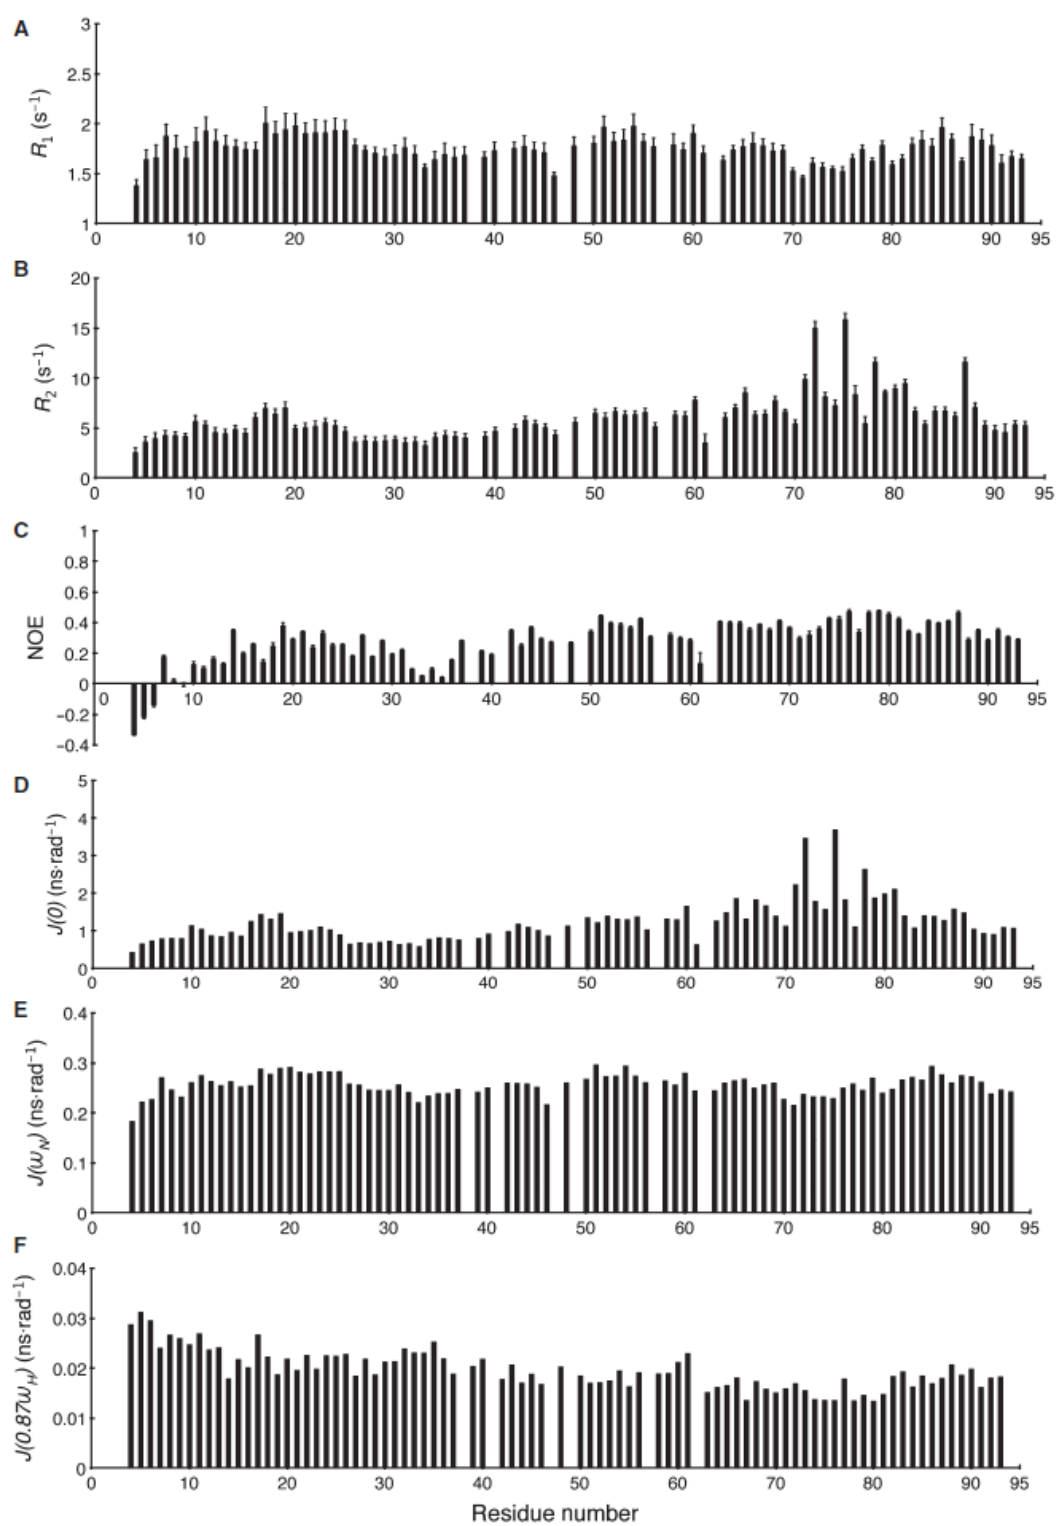 A
3
2.5
2
1.5
1
R₁ (s⁻¹)
0 10 20 30 40 50 60 70 80 90 95
B
20
15
10
5
0
R₂ (s⁻¹)
0 10 20 30 40 50 60 70 80 90 95
C
1
0.8
0.6
0.4
0.2
0
−0.2
−0.4
NOE
0 10 20 30 40 50 60 70 80 90 95
D
5
4
3
2
1
0
J(0) (ns·rad⁻¹)
0 10 20 30 40 50 60 70 80 90 95
E
0.4
0.3
0.2
0.1
0
J(ω_N) (ns·rad⁻¹)
0 10 20 30 40 50 60 70 80 90 95
F
0.04
0.03
0.02
0.01
0
J(0.87ω_H) (ns·rad⁻¹)
0 10 20 30 40 50 60 70 80 90 95
Residue number